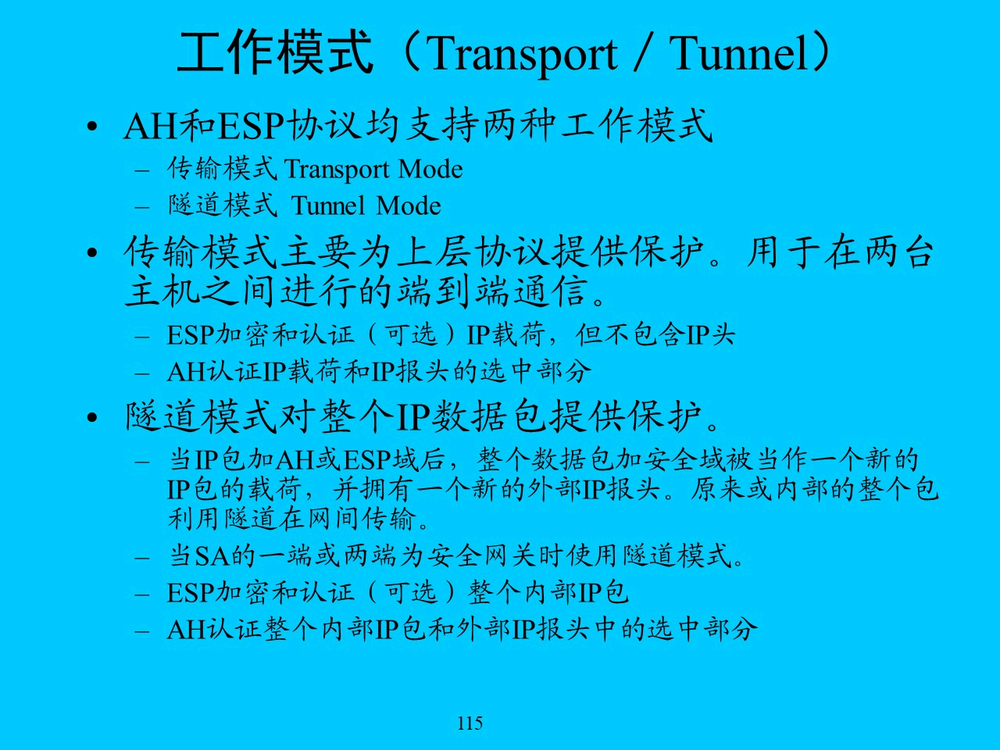 工作模式（Transport / Tunnel）
• AH和ESP协议均支持两种工作模式
– 传输模式 Transport Mode
– 隧道模式 Tunnel Mode
• 传输模式主要为上层协议提供保护。用于在两台
主机之间进行的端到端通信。
– ESP加密和认证（可选）IP载荷，但不包含IP头
– AH认证IP载荷和IP报头的选中部分
• 隧道模式对整个IP数据包提供保护。
– 当IP包加AH或ESP域后，整个数据包加安全域被当作一个新的
IP包的载荷，并拥有一个新的外部IP报头。原来或内部的整个包
利用隧道在网间传输。
– 当SA的一端或两端为安全网关时使用隧道模式。
– ESP加密和认证（可选）整个内部IP包
– AH认证整个内部IP包和外部IP报头中的选中部分
115